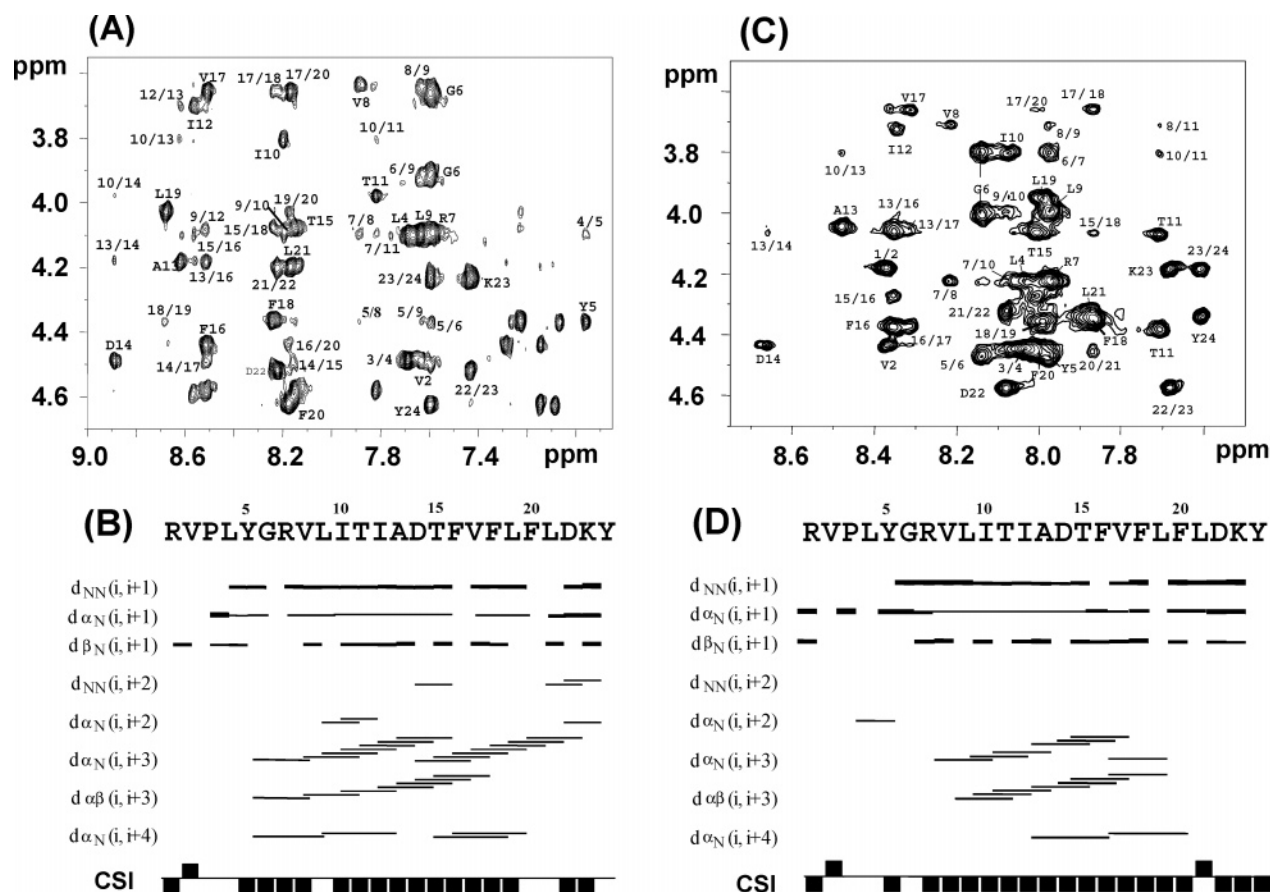 (A)
ppm
3.8
4.0
4.2
4.4
4.6
9.0 8.6 8.2 7.8 7.4 ppm
V17
17/18
17/20
8/9
G6
12/13
I12
V8
10/13
I10
10/11
6/9
G6
10/14
L19
9/12
9/10
19/20
T15
T11
7/8
L4
L9
R7
4/5
15/18
7/11
13/14
15/16
A13
13/16
L21
21/22
23/24
K23
18/19
F16
F18
5/8
5/9
5/6
Y5
D14
14/17
16/20
14/15
3/4
V2
D22
22/23
F20
Y24
(C)
ppm
3.8
4.0
4.2
4.4
4.6
8.6 8.4 8.2 8.0 7.8 ppm
V17
V8
17/20
17/18
I12
I10
8/9
8/11
6/7
10/13
10/11
L19
G6
9/10
L9
13/16
A13
13/17
15/18
T11
13/14
1/2
T15
23/24
L4
R7
K23
7/10
7/8
15/16
L21
21/22
F16
18/19
F18
Y24
16/17
T11
D14
V2
5/6
3/4
F20
Y5
20/21
D22
22/23
(B)
5 10 15 20
RVPLYGRVLITIADTFVFLFLDKY
dNN(i, i+1)
dαN(i, i+1)
dβN(i, i+1)
dNN(i, i+2)
dαN(i, i+2)
dαN(i, i+3)
dαβ(i, i+3)
dαN(i, i+4)
CSI
(D)
5 10 15 20
RVPLYGRVLITIADTFVFLFLDKY
dNN(i, i+1)
dαN(i, i+1)
dβN(i, i+1)
dNN(i, i+2)
dαN(i, i+2)
dαN(i, i+3)
dαβ(i, i+3)
dαN(i, i+4)
CSI